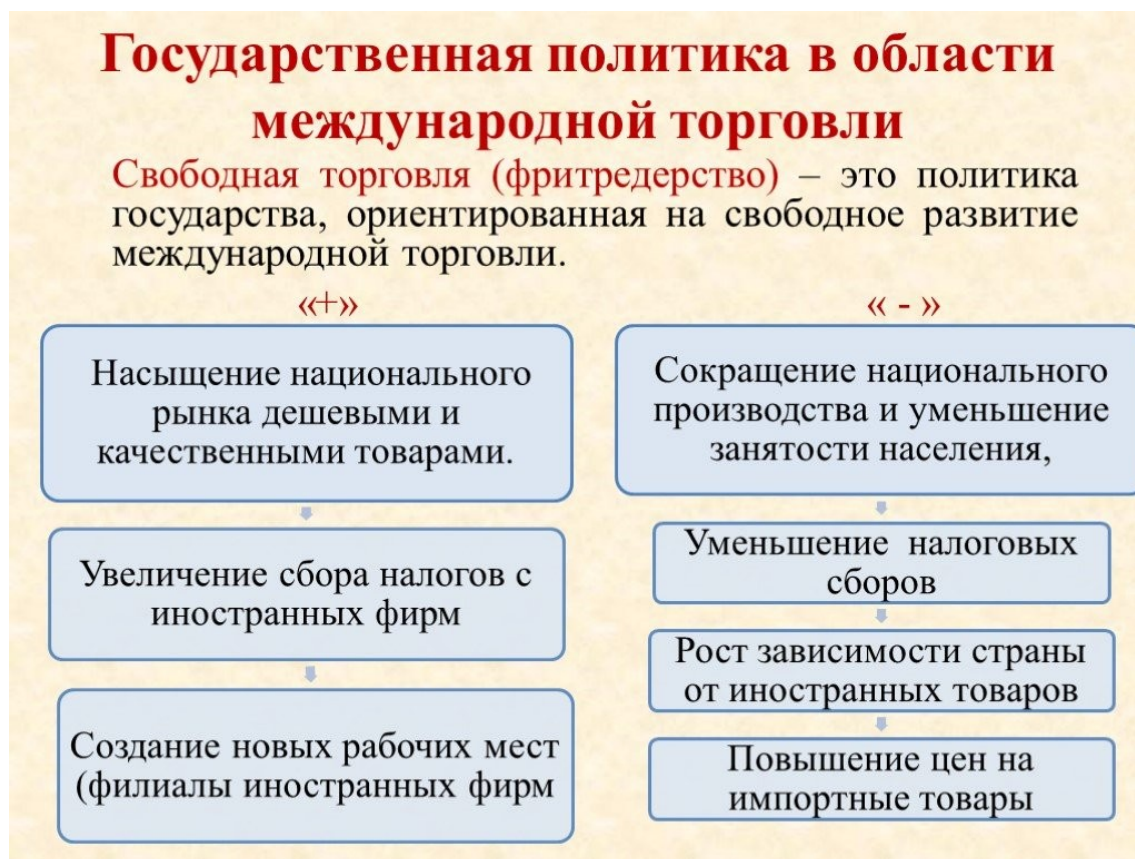 Государственная политика в области
международной торговли
Свободная торговля (фритредерство) – это политика
государства, ориентированная на свободное развитие
международной торговли.
«+»
Насыщение национального
рынка дешевыми и
качественными товарами.
Увеличение сбора налогов с
иностранных фирм
Создание новых рабочих мест
(филиалы иностранных фирм
« - »
Сокращение национального
производства и уменьшение
занятости населения,
Уменьшение налоговых
сборов
Рост зависимости страны
от иностранных товаров
Повышение цен на
импортные товары